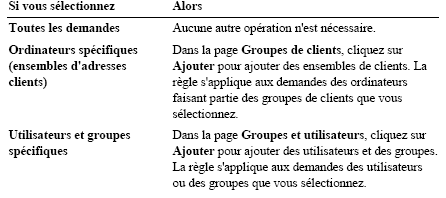 Si vous sélectionnez Alors
Toutes les demandes Aucune autre opération n'est nécessaire.
Ordinateurs spécifiques Dans la page Groupes de clients, cliquez sur
(ensembles d'adresses Ajouter pour ajouter des ensembles de clients. La
clients) règle s'applique aux demandes des ordinateurs
faisant partie des groupes de clients que vous
sélectionnez.
Utilisateurs et groupes Dans la page Groupes et utilisateurs, cliquez sur
spécifiques Ajouter pour ajouter des utilisateurs et des groupes.
La règle s'applique aux demandes des utilisateurs
ou des groupes que vous sélectionnez.